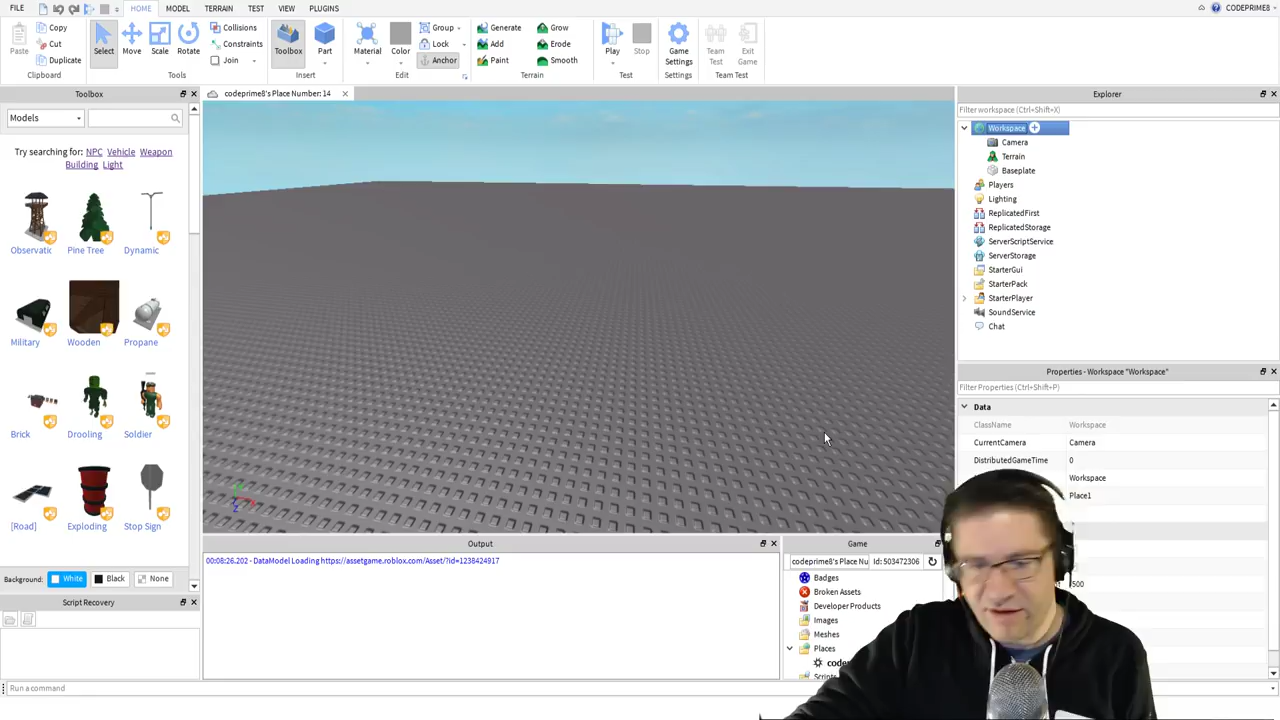 FILE HOME MODEL TERRAIN TEST VIEW PLUGINS CODEPRIME8
Paste Copy Cut Duplicate Clipboard
Select Move Scale Rotate Collisions Constraints Join Tools
Toolbox Part Insert
Material Color Group Lock Anchor Edit
Generate Add Paint Grow Erode Smooth Terrain
Play Stop Test
Game Settings Settings
Team Test Exit Game Team Test
Toolbox
Models
Try searching for: NPC Vehicle Weapon
Building Light
Observatic Pine Tree Dynamic
Military Wooden Propane
Brick Drooling Soldier
[Road] Exploding Stop Sign
Background: White Black None
Script Recovery
codeprime8's Place Number: 14
Output
00:08:26.202 - DataModel Loading https://assetgame.roblox.com/Asset/?id=1238424917
Game
codeprime8's Place Nu Id: 503472306
Badges
Broken Assets
Developer Products
Images
Meshes
Places
Explorer
Filter workspace (Ctrl+Shift+X)
Workspace
Camera
Terrain
Baseplate
Players
Lighting
ReplicatedFirst
ReplicatedStorage
ServerScriptService
ServerStorage
StarterGui
StarterPack
StarterPlayer
SoundService
Chat
Properties - Workspace "Workspace"
Filter Properties (Ctrl+Shift+P)
Data
ClassName Workspace
CurrentCamera Camera
DistributedGameTime 0
Workspace
Place1
500
Run a command